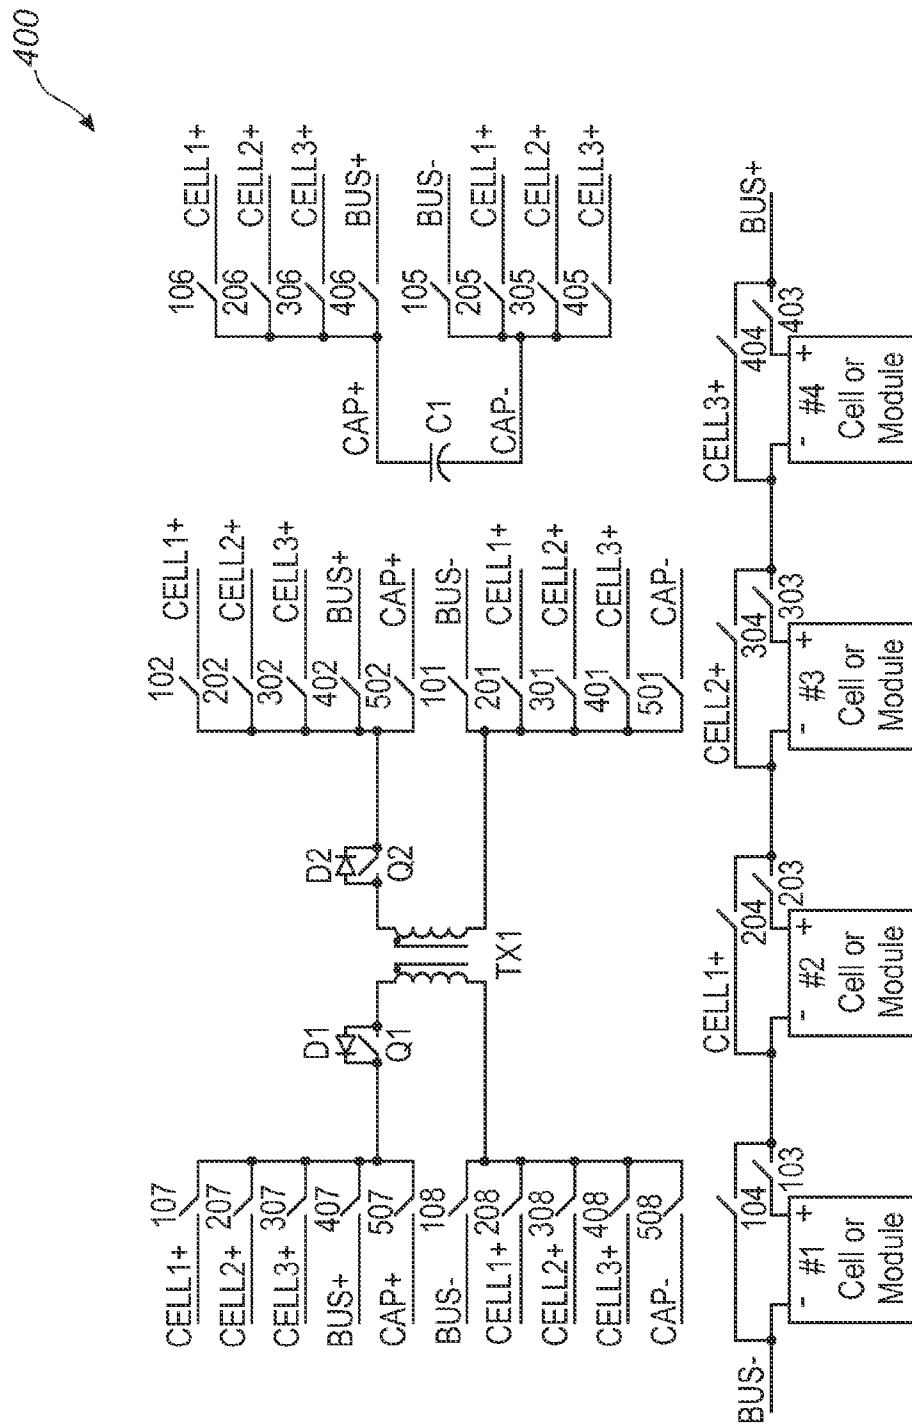 400
107
CELL1+
207
CELL2+
307
CELL3+
407
BUS+
507
CAP+
108
BUS-
208
CELL1+
308
CELL2+
408
CELL3+
508
CAP-
D1
Q1
TX1
D2
Q2
102
CELL1+
202
CELL2+
302
CELL3+
402
BUS+
502
CAP+
101
BUS-
201
CELL1+
301
CELL2+
401
CELL3+
501
CAP-
CAP+
C1
CAP-
106
CELL1+
206
CELL2+
306
CELL3+
406
BUS+
105
BUS-
205
CELL1+
305
CELL2+
405
CELL3+
BUS-
104
103
- #1 +
Cell or
Module
CELL1+
204
203
- #2 +
Cell or
Module
CELL2+
304
303
- #3 +
Cell or
Module
CELL3+
404
403
- #4 +
Cell or
Module
BUS+